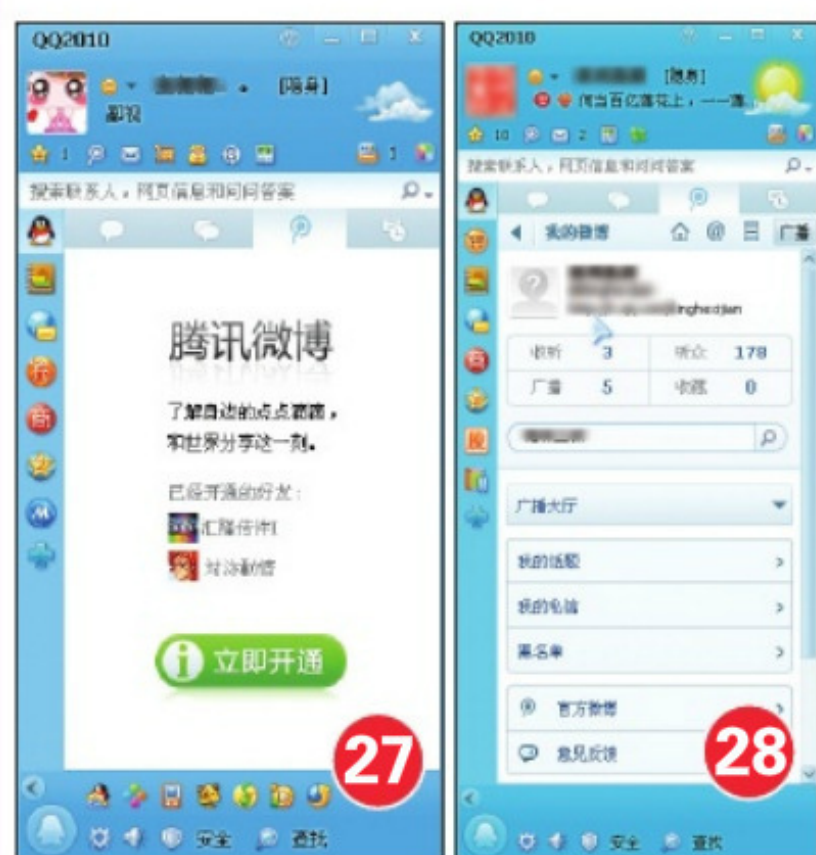 QQ2010
[隐身]
鄙视
1
1
搜索联系人，网页信息和问问答案
腾讯微博
了解身边的点点滴滴，
和世界分享这一刻。
已经开通的好友：
立即开通
27
安全
查找
QQ2010
[隐身]
10
2
搜索联系人，网页信息和问问答案
我的微博
广播
收听 3 听众 178
广播 5 收藏 0
广播大厅
我的话题
我的私信
黑名单
官方微博
意见反馈
28
安全
查找